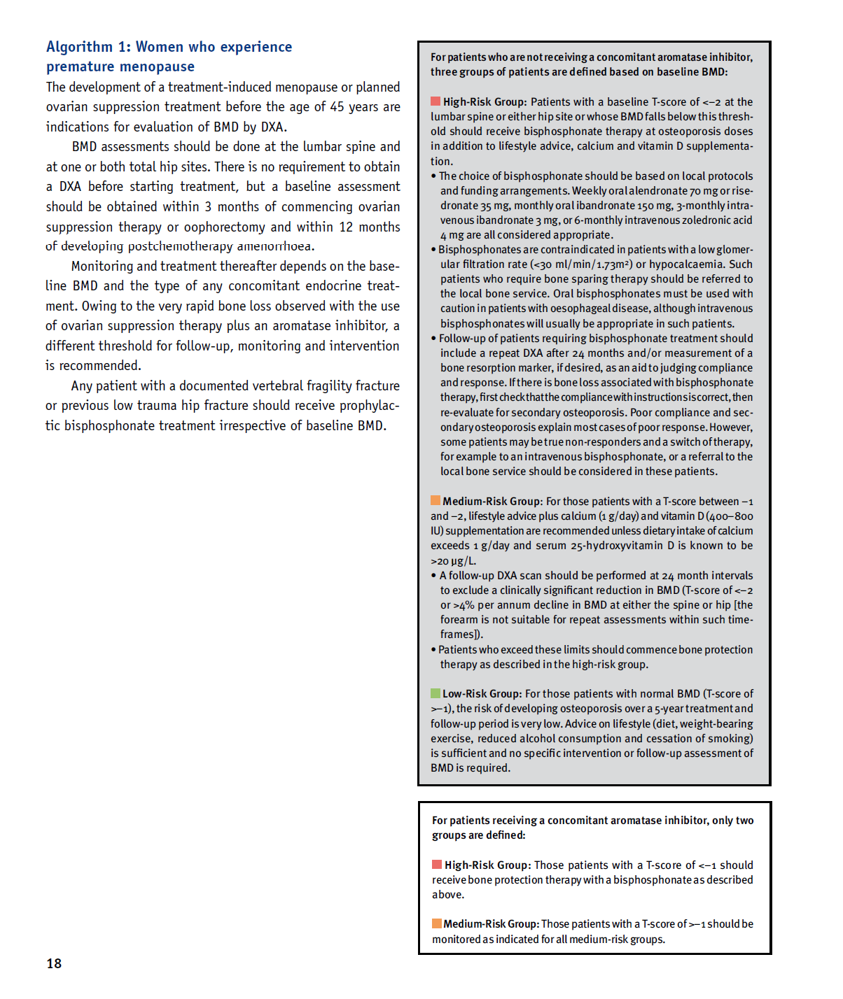 Algorithm 1: Women who experience
premature menopause
The development of a treatment-induced menopause or planned
ovarian suppression treatment before the age of 45 years are
indications for evaluation of BMD by DXA.
BMD assessments should be done at the lumbar spine and
at one or both total hip sites. There is no requirement to obtain
a DXA before starting treatment, but a baseline assessment
should be obtained within 3 months of commencing ovarian
suppression therapy or oophorectomy and within 12 months
of developing postchemotherapy amenorrhoea.
Monitoring and treatment thereafter depends on the base-
line BMD and the type of any concomitant endocrine treat-
ment. Owing to the very rapid bone loss observed with the use
of ovarian suppression therapy plus an aromatase inhibitor, a
different threshold for follow-up, monitoring and intervention
is recommended.
Any patient with a documented vertebral fragility fracture
or previous low trauma hip fracture should receive prophylac-
tic bisphosphonate treatment irrespective of baseline BMD.
For patients who are not receiving a concomitant aromatase inhibitor,
three groups of patients are defined based on baseline BMD:
High-Risk Group: Patients with a baseline T-score of <–2 at the
lumbar spine or either hip site or whose BMD falls below this thresh-
old should receive bisphosphonate therapy at osteoporosis doses
in addition to lifestyle advice, calcium and vitamin D supplementa-
tion.
• The choice of bisphosphonate should be based on local protocols
and funding arrangements. Weekly oral alendronate 70 mg or rise-
dronate 35 mg, monthly oral ibandronate 150 mg, 3-monthly intra-
venous ibandronate 3 mg, or 6-monthly intravenous zoledronic acid
4 mg are all considered appropriate.
• Bisphosphonates are contraindicated in patients with a low glomer-
ular filtration rate (<30 ml/min/1.73m²) or hypocalcaemia. Such
patients who require bone sparing therapy should be referred to
the local bone service. Oral bisphosphonates must be used with
caution in patients with oesophageal disease, although intravenous
bisphosphonates will usually be appropriate in such patients.
• Follow-up of patients requiring bisphosphonate treatment should
include a repeat DXA after 24 months and/or measurement of a
bone resorption marker, if desired, as an aid to judging compliance
and response. If there is bone loss associated with bisphosphonate
therapy, first check that the compliance with instructions is correct, then
re-evaluate for secondary osteoporosis. Poor compliance and sec-
ondary osteoporosis explain most cases of poor response. However,
some patients may be true non-responders and a switch of therapy,
for example to an intravenous bisphosphonate, or a referral to the
local bone service should be considered in these patients.
Medium-Risk Group: For those patients with a T-score between –1
and –2, lifestyle advice plus calcium (1 g/day) and vitamin D (400–800
IU) supplementation are recommended unless dietary intake of calcium
exceeds 1 g/day and serum 25-hydroxyvitamin D is known to be
>20 µg/L.
• A follow-up DXA scan should be performed at 24 month intervals
to exclude a clinically significant reduction in BMD (T-score of <–2
or >4% per annum decline in BMD at either the spine or hip [the
forearm is not suitable for repeat assessments within such time-
frames]).
• Patients who exceed these limits should commence bone protection
therapy as described in the high-risk group.
Low-Risk Group: For those patients with normal BMD (T-score of
>–1), the risk of developing osteoporosis over a 5-year treatment and
follow-up period is very low. Advice on lifestyle (diet, weight-bearing
exercise, reduced alcohol consumption and cessation of smoking)
is sufficient and no specific intervention or follow-up assessment of
BMD is required.
For patients receiving a concomitant aromatase inhibitor, only two
groups are defined:
High-Risk Group: Those patients with a T-score of <–1 should
receive bone protection therapy with a bisphosphonate as described
above.
Medium-Risk Group: Those patients with a T-score of >–1 should be
monitored as indicated for all medium-risk groups.
18